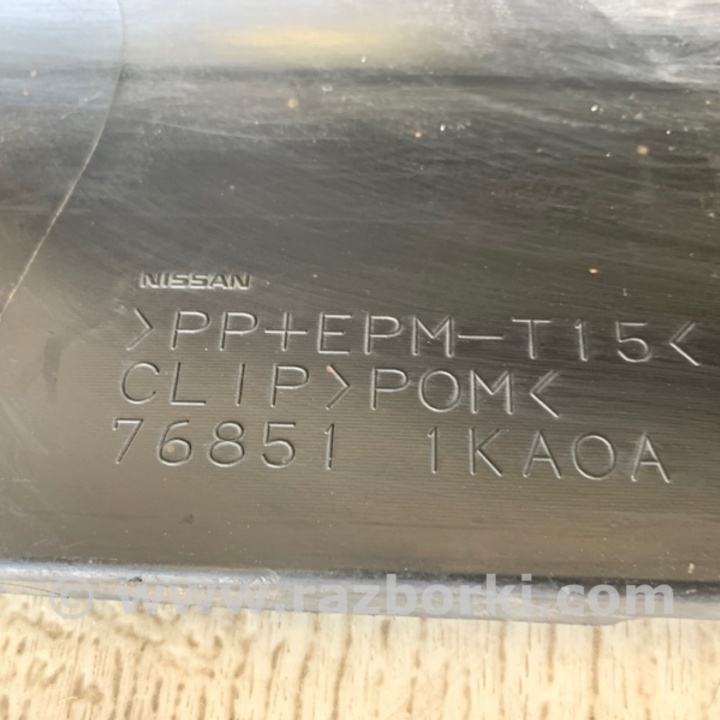 NISSAN
>PP+EPM-T15<
CLIP>POM<
76851 1KA0A
© www.razborki.com